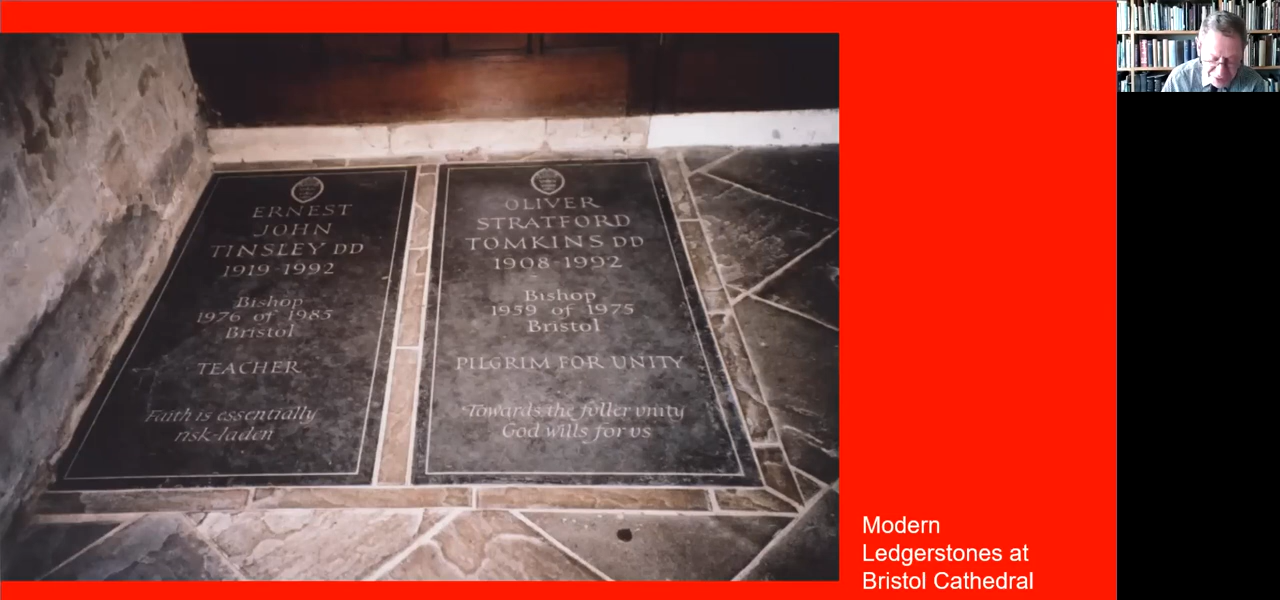 ERNEST
JOHN
TINSLEY DD
1919-1992
Bishop
1976 of 1985
Bristol
TEACHER
Faith is essentially
risk-laden
OLIVER
STRATFORD
TOMKINS DD
1908-1992
Bishop
1959 of 1975
Bristol
PILGRIM FOR UNITY
Towards the fuller unity
God wills for us
Modern
Ledgerstones at
Bristol Cathedral